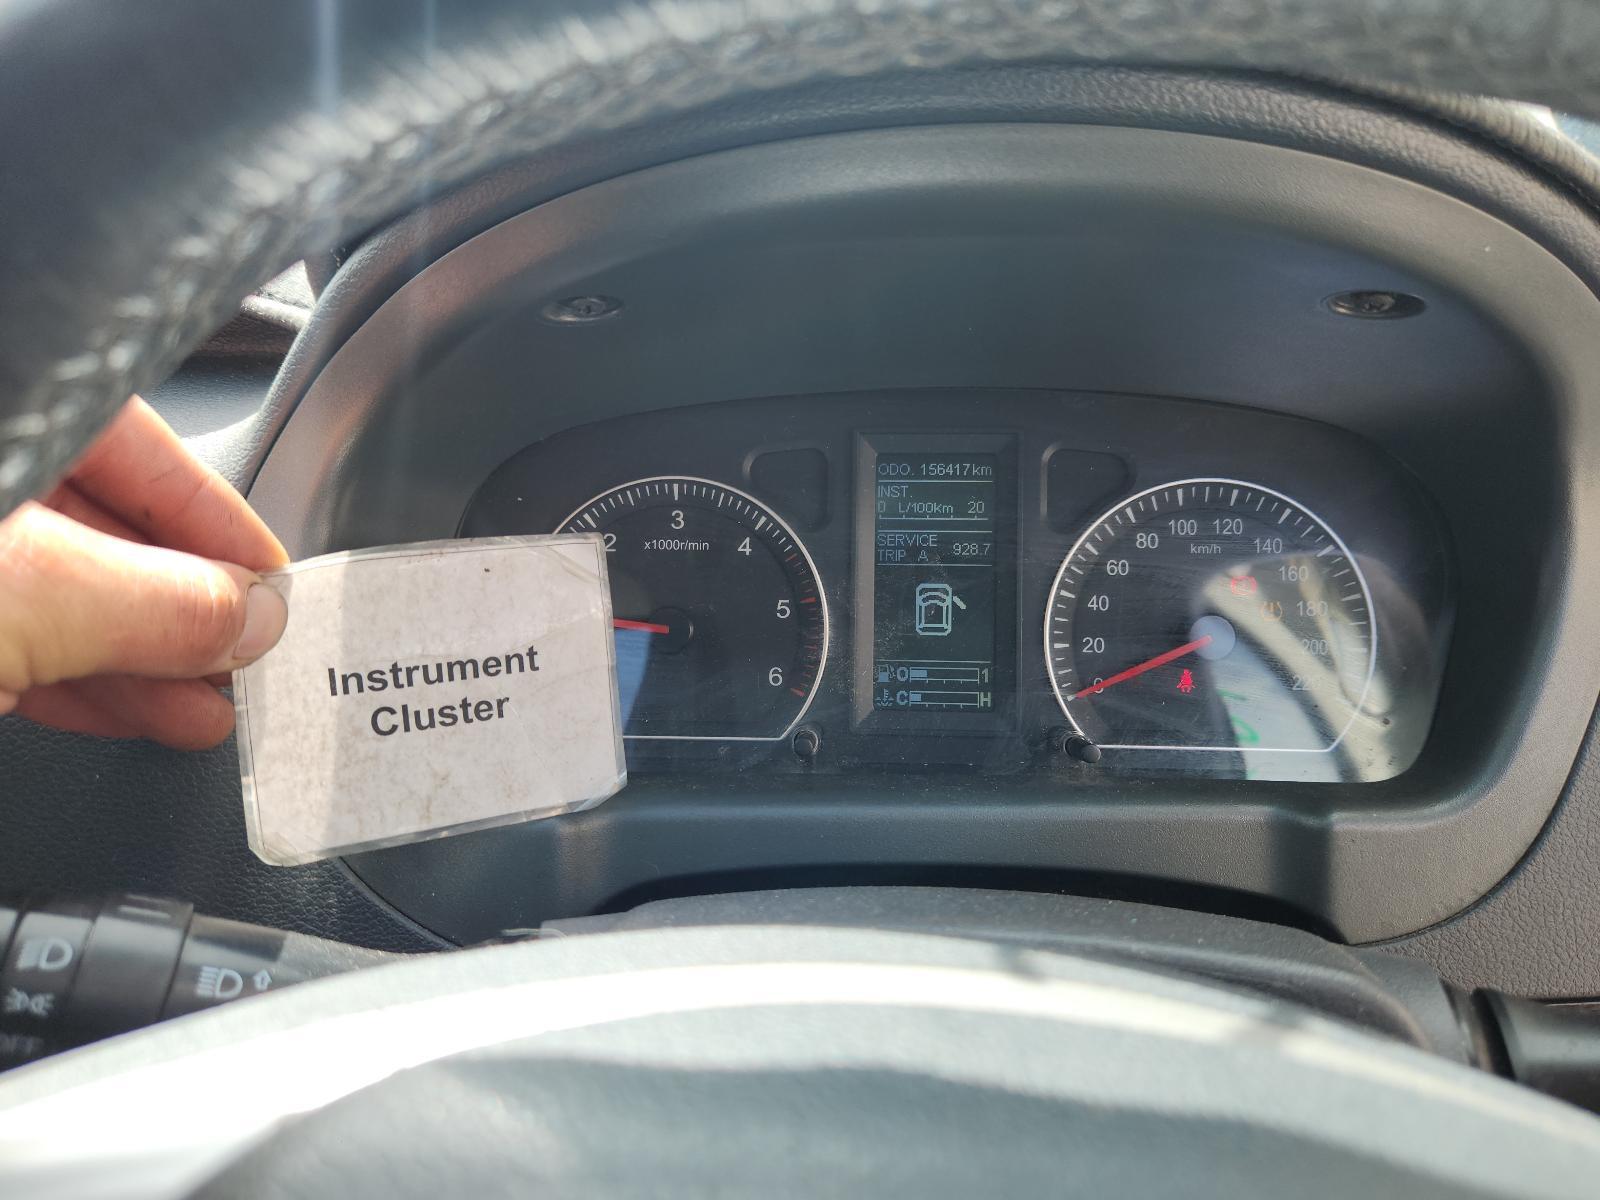 ODO. 156417km
INST.
0 L/100km 20
SERVICE
TRIP A 928.7
0 1
C H
2
3
4
5
6
x1000r/min
0
20
40
60
80
100
120
140
160
180
200
km/h
Instrument
Cluster
OFF